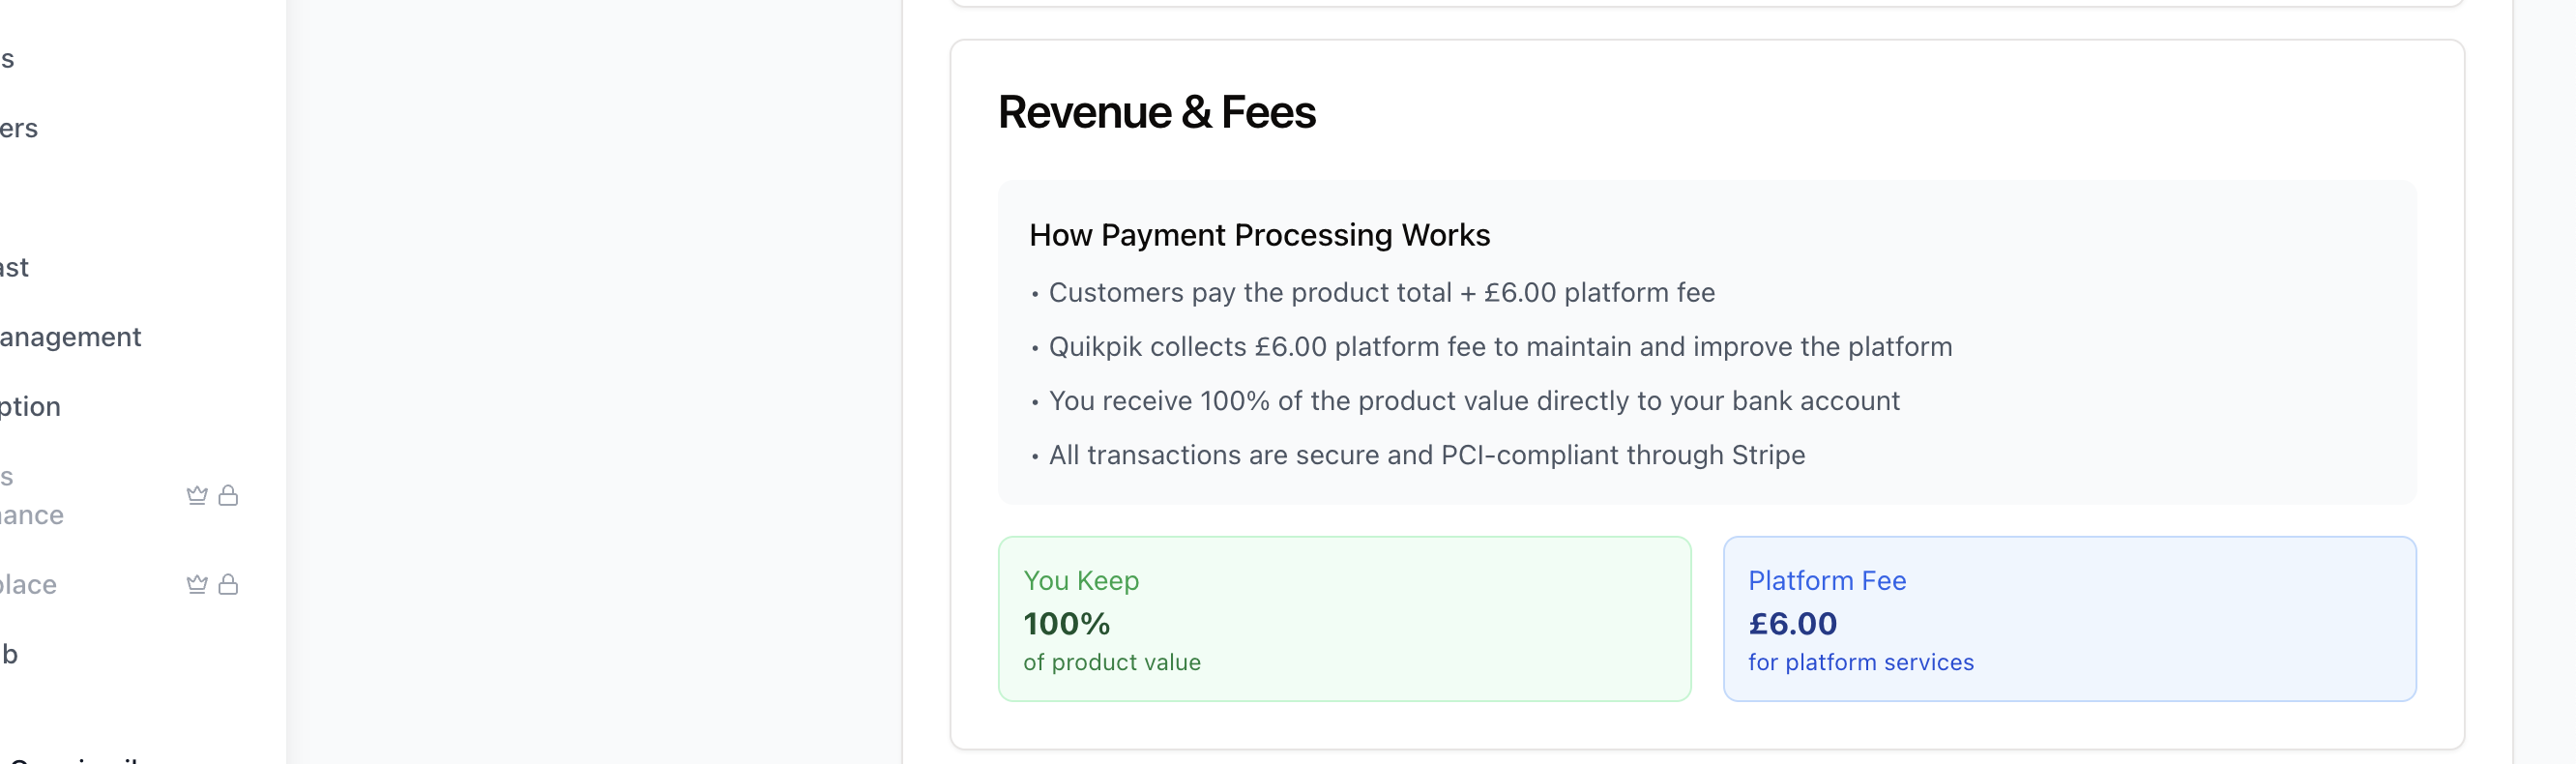 s
ers
ast
anagement
ption
s
nance
place
b
Revenue & Fees
How Payment Processing Works
• Customers pay the product total + £6.00 platform fee
• Quikpik collects £6.00 platform fee to maintain and improve the platform
• You receive 100% of the product value directly to your bank account
• All transactions are secure and PCI-compliant through Stripe
You Keep
100%
of product value
Platform Fee
£6.00
for platform services